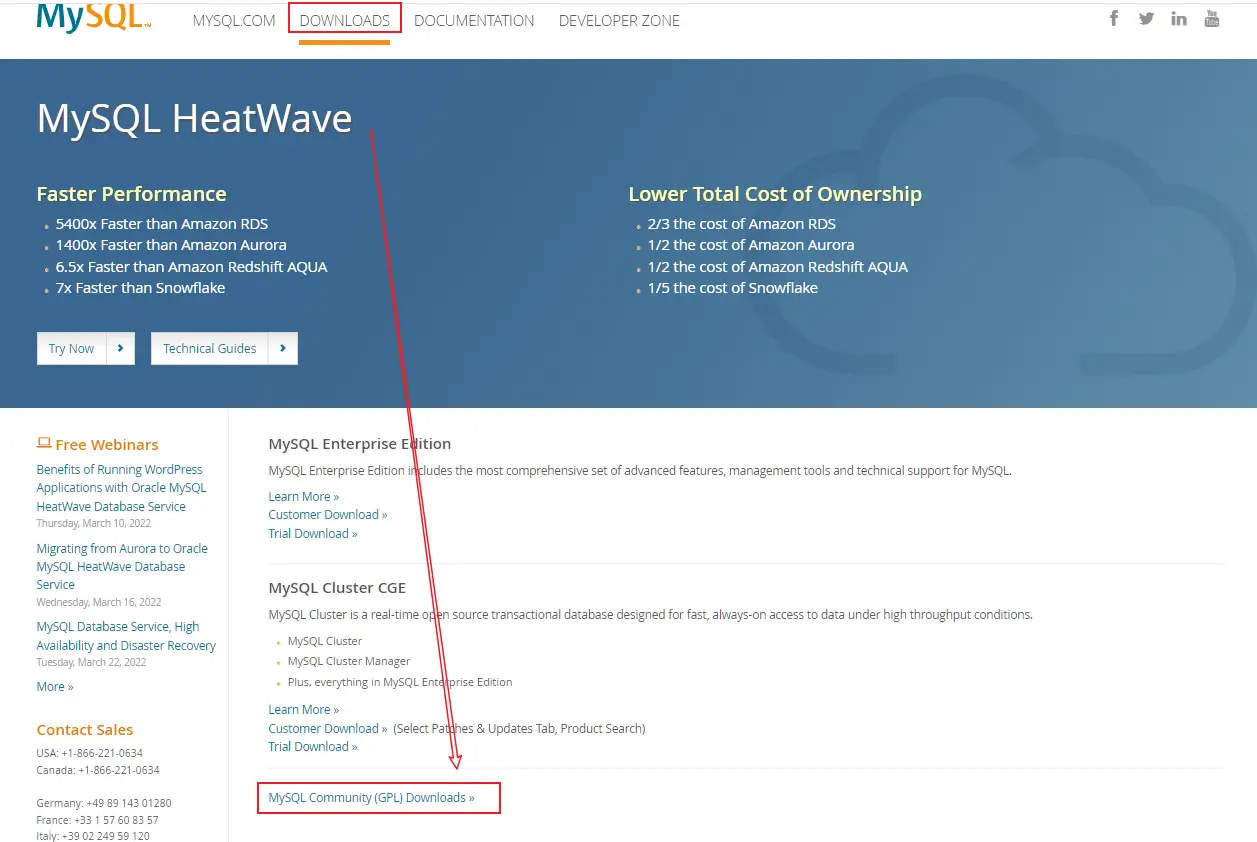 MySQL™
MYSQL.COM DOWNLOADS DOCUMENTATION DEVELOPER ZONE
MySQL HeatWave
Faster Performance
5400x Faster than Amazon RDS
1400x Faster than Amazon Aurora
6.5x Faster than Amazon Redshift AQUA
7x Faster than Snowflake
Lower Total Cost of Ownership
2/3 the cost of Amazon RDS
1/2 the cost of Amazon Aurora
1/2 the cost of Amazon Redshift AQUA
1/5 the cost of Snowflake
Try Now
Technical Guides
Free Webinars
Benefits of Running WordPress
Applications with Oracle MySQL
HeatWave Database Service
Thursday, March 10, 2022
Migrating from Aurora to Oracle
MySQL HeatWave Database
Service
Wednesday, March 16, 2022
MySQL Database Service, High
Availability and Disaster Recovery
Tuesday, March 22, 2022
More »
Contact Sales
USA: +1-866-221-0634
Canada: +1-866-221-0634
Germany: +49 89 143 01280
France: +33 1 57 60 83 57
Italy: +39 02 249 59 120
MySQL Enterprise Edition
MySQL Enterprise Edition includes the most comprehensive set of advanced features, management tools and technical support for MySQL.
Learn More »
Customer Download »
Trial Download »
MySQL Cluster CGE
MySQL Cluster is a real-time open source transactional database designed for fast, always-on access to data under high throughput conditions.
MySQL Cluster
MySQL Cluster Manager
Plus, everything in MySQL Enterprise Edition
Learn More »
Customer Download » (Select Patches & Updates Tab, Product Search)
Trial Download »
MySQL Community (GPL) Downloads »